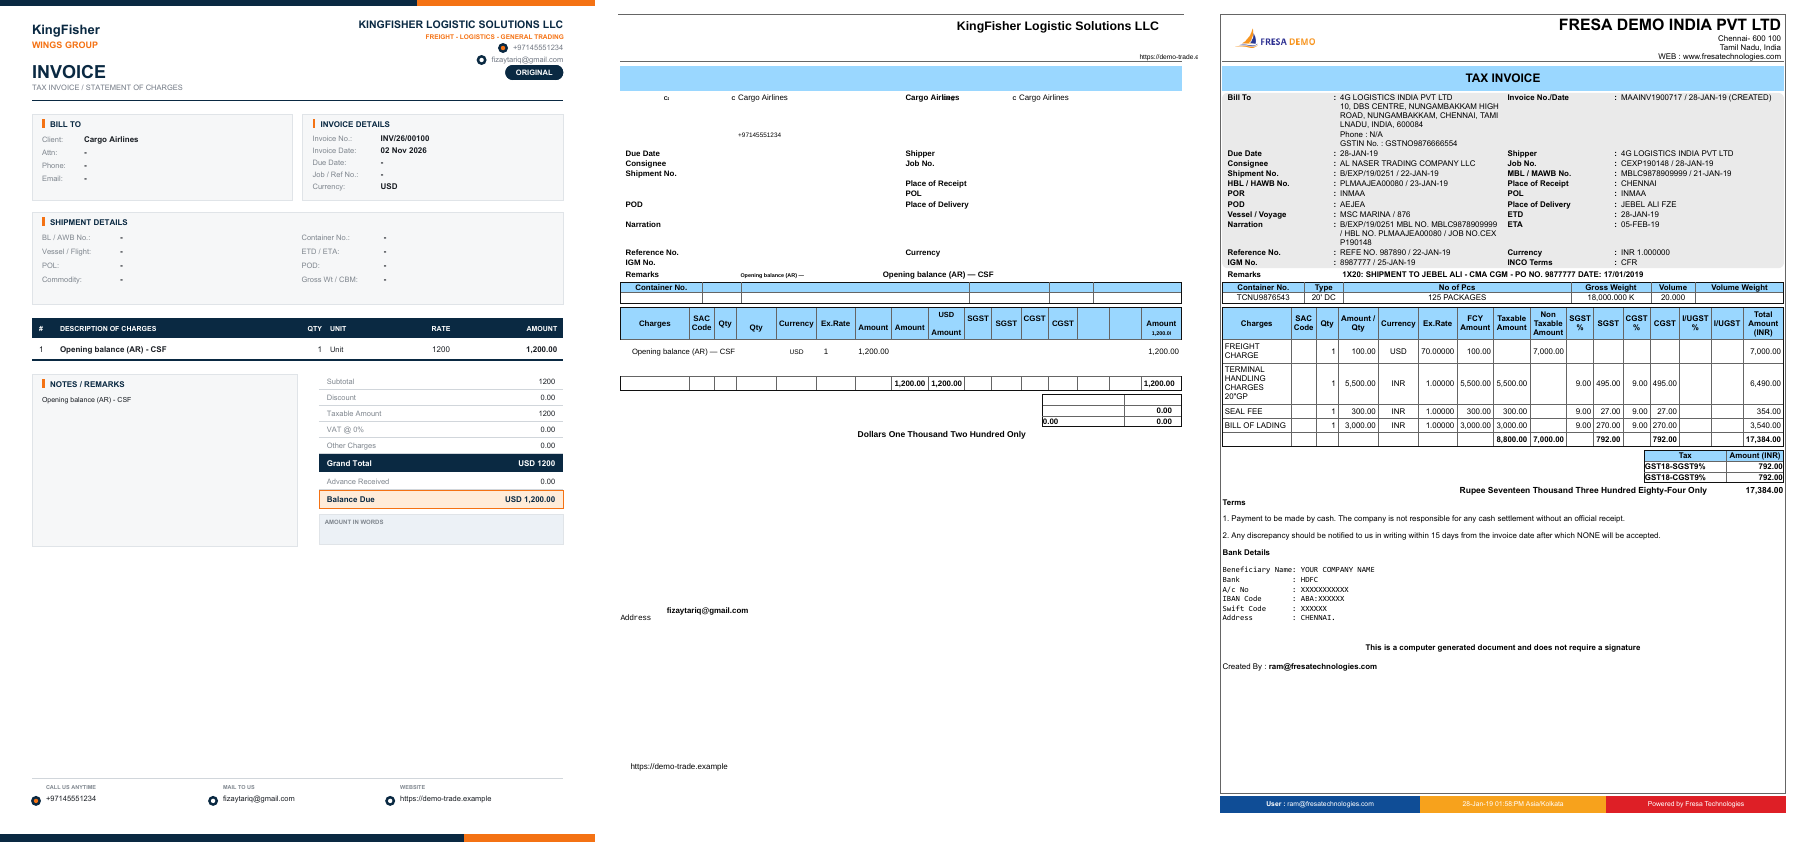 KingFisher
WINGS GROUP
INVOICE
TAX INVOICE / STATEMENT OF CHARGES
KINGFISHER LOGISTIC SOLUTIONS LLC
FREIGHT - LOGISTICS - GENERAL TRADING
+97145551234
fizaytariq@gmail.com
ORIGINAL
BILL TO
Client: Cargo Airlines
Attn: -
Phone: -
Email: -
INVOICE DETAILS
Invoice No.: INV/26/00100
Invoice Date: 02 Nov 2026
Due Date: -
Job / Ref No.: -
Currency: USD
SHIPMENT DETAILS
BL / AWB No.: - Container No.: -
Vessel / Flight: - ETD / ETA: -
POL: - POD: -
Commodity: - Gross Wt / CBM: -
# DESCRIPTION OF CHARGES QTY UNIT RATE AMOUNT
1 Opening balance (AR) - CSF 1 Unit 1200 1,200.00
NOTES / REMARKS
Opening balance (AR) - CSF
Subtotal 1200
Discount 0.00
Taxable Amount 1200
VAT @ 0% 0.00
Other Charges 0.00
Grand Total USD 1200
Advance Received 0.00
Balance Due USD 1,200.00
AMOUNT IN WORDS
CALL US ANYTIME MAIL TO US WEBSITE
+97145551234 fizaytariq@gmail.com https://demo-trade.example
KingFisher Logistic Solutions LLC
https://demo-trade.e
c Cargo Airlines Cargo Airlines c Cargo Airlines
+97145551234
Due Date Shipper
Consignee Job No.
Shipment No.
Place of Receipt
POL
POD Place of Delivery
Narration
Reference No. Currency
IGM No.
Remarks Opening balance (AR) — Opening balance (AR) — CSF
Container No.
Charges SAC Code Qty Qty Currency Ex.Rate Amount Amount USD Amount SGST SGST CGST CGST Amount
Opening balance (AR) — CSF USD 1 1,200.00 1,200.00
1,200.00 1,200.00 1,200.00
0.00
0.00 0.00
Dollars One Thousand Two Hundred Only
fizaytariq@gmail.com
Address
https://demo-trade.example
FRESA DEMO
FRESA DEMO INDIA PVT LTD
Chennai- 600 100
Tamil Nadu, India
WEB : www.fresatechnologies.com
TAX INVOICE
Bill To : 4G LOGISTICS INDIA PVT LTD Invoice No./Date : MAAINV1900717 / 28-JAN-19 (CREATED)
10, DBS CENTRE, NUNGAMBAKKAM HIGH
ROAD, NUNGAMBAKKAM, CHENNAI, TAMI
LNADU, INDIA, 600084
Phone : N/A
GSTIN No. : GSTNO9876666554
Due Date : 28-JAN-19 Shipper : 4G LOGISTICS INDIA PVT LTD
Consignee : AL NASER TRADING COMPANY LLC Job No. : CEXP190148 / 28-JAN-19
Shipment No. : B/EXP/19/0251 / 22-JAN-19 MBL / MAWB No. : MBLC9878909999 / 21-JAN-19
HBL / HAWB No. : PLMAAJEA00080 / 23-JAN-19 Place of Receipt : CHENNAI
POR : INMAA POL : INMAA
POD : AEJEA Place of Delivery : JEBEL ALI FZE
Vessel / Voyage : MSC MARINA / 876 ETD : 28-JAN-19
Narration : B/EXP/19/0251 MBL NO. MBLC9878909999 ETA : 05-FEB-19
/ HBL NO. PLMAAJEA00080 / JOB NO.CEX
P190148
Reference No. : REFE NO. 987890 / 22-JAN-19 Currency : INR 1.000000
IGM No. : 8987777 / 25-JAN-19 INCO Terms : CFR
Remarks 1X20: SHIPMENT TO JEBEL ALI - CMA CGM - PO NO. 9877777 DATE: 17/01/2019
Container No. Type No of Pcs Gross Weight Volume Volume Weight
TCNU9876543 20' DC 125 PACKAGES 18,000.000 K 20.000
Charges SAC Code Qty Amount / Qty Currency Ex.Rate FCY Amount Taxable Amount Non Taxable Amount SGST % SGST CGST % CGST I/UGST % I/UGST Total Amount (INR)
FREIGHT CHARGE 1 100.00 USD 70.00000 100.00 7,000.00 7,000.00
TERMINAL HANDLING CHARGES 20"GP 1 5,500.00 INR 1.00000 5,500.00 5,500.00 9.00 495.00 9.00 495.00 6,490.00
SEAL FEE 1 300.00 INR 1.00000 300.00 300.00 9.00 27.00 9.00 27.00 354.00
BILL OF LADING 1 3,000.00 INR 1.00000 3,000.00 3,000.00 9.00 270.00 9.00 270.00 3,540.00
8,800.00 7,000.00 792.00 792.00 17,384.00
Tax Amount (INR)
GST18-SGST9% 792.00
GST18-CGST9% 792.00
Rupee Seventeen Thousand Three Hundred Eighty-Four Only 17,384.00
Terms
1. Payment to be made by cash. The company is not responsible for any cash settlement without an official receipt.
2. Any discrepancy should be notified to us in writing within 15 days from the invoice date after which NONE will be accepted.
Bank Details
Beneficiary Name: YOUR COMPANY NAME
Bank : HDFC
A/c No : XXXXXXXXXXX
IBAN Code : ABA:XXXXXX
Swift Code : XXXXXX
Address : CHENNAI.
This is a computer generated document and does not require a signature
Created By : ram@fresatechnologies.com
User : ram@fresatechnologies.com 28-Jan-19 01:58:PM Asia/Kolkata Powered by Fresa Technologies